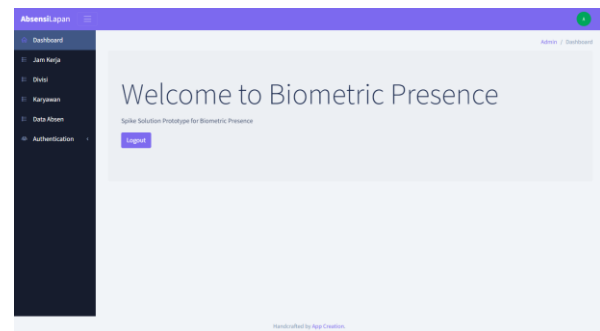 AbsensiLapan
Dashboard
Jam Kerja
Divisi
Karyawan
Data Absen
Authentication
Admin / Dashboard
Welcome to Biometric Presence
Spike Solution Prototype for Biometric Presence
Logout
Handcrafted by App Creation.